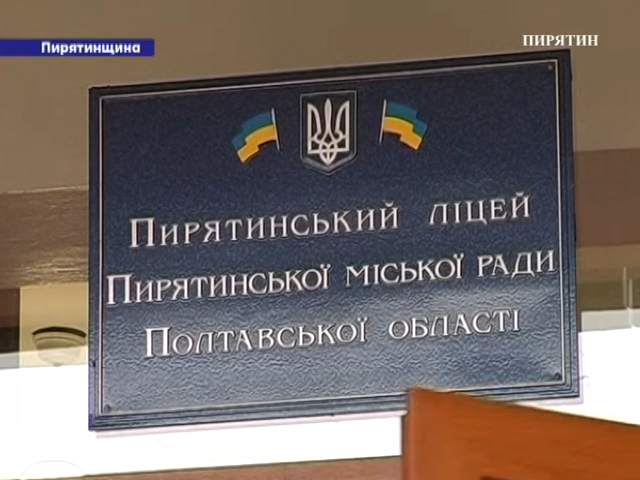 Пирятинщина
ПИРЯТИН
ПИРЯТИНСЬКИЙ ЛІЦЕЙ
ПИРЯТИНСЬКОЇ МІСЬКОЇ РАДИ
ПОЛТАВСЬКОЇ ОБЛАСТІ